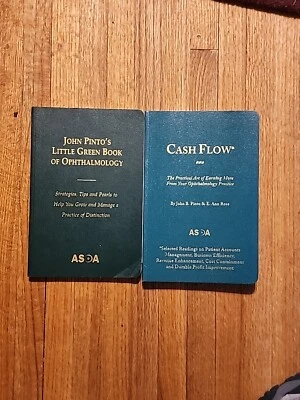 JOHN PINTO'S
LITTLE GREEN BOOK
OF OPHTHALMOLOGY
Strategies, Tips and Pearls to
Help You Grow and Manage a
Practice of Distinction
ASOA
CASH FLOW*
The Practical Art of Earning More
From Your Ophthalmology Practice
By John B. Pinto & E. Ann Rose
ASOA
*Selected Readings on Patient Accounts
Management, Business Efficiency,
Revenue Enhancement, Cost Containment
and Durable Profit Improvement